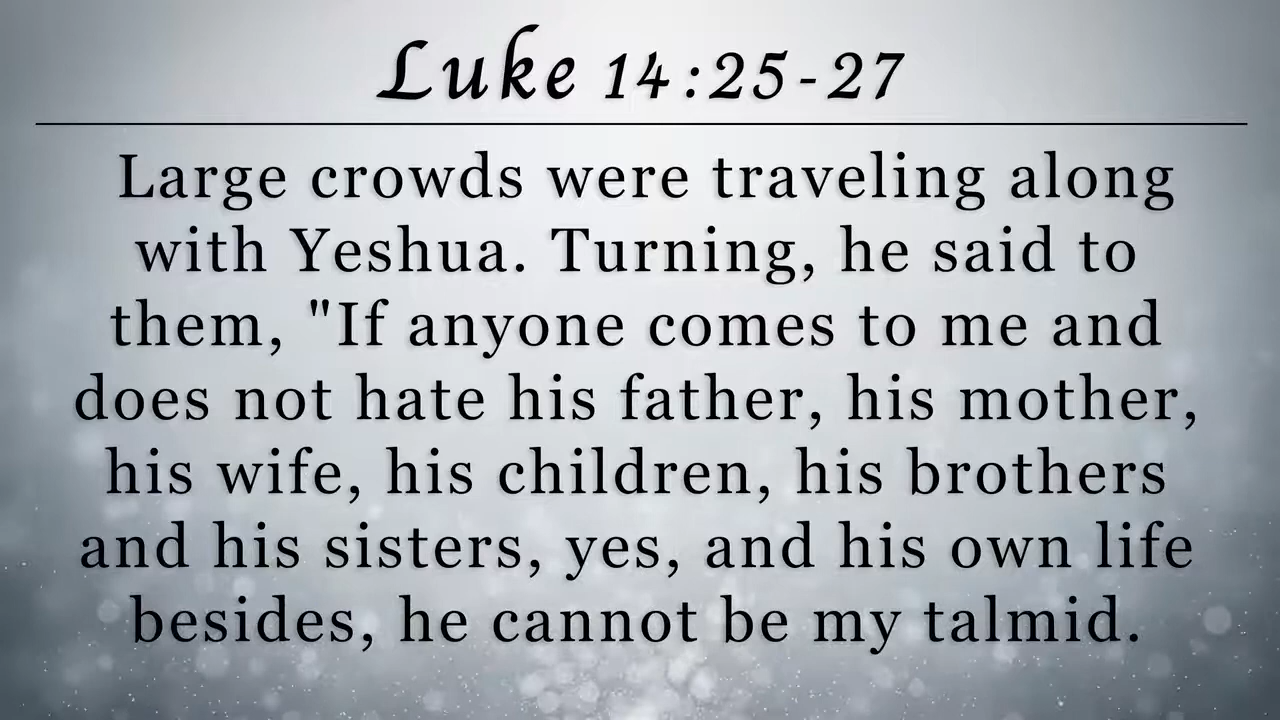 Luke 14:25-27
Large crowds were traveling along
with Yeshua. Turning, he said to
them, "If anyone comes to me and
does not hate his father, his mother,
his wife, his children, his brothers
and his sisters, yes, and his own life
besides, he cannot be my talmid.